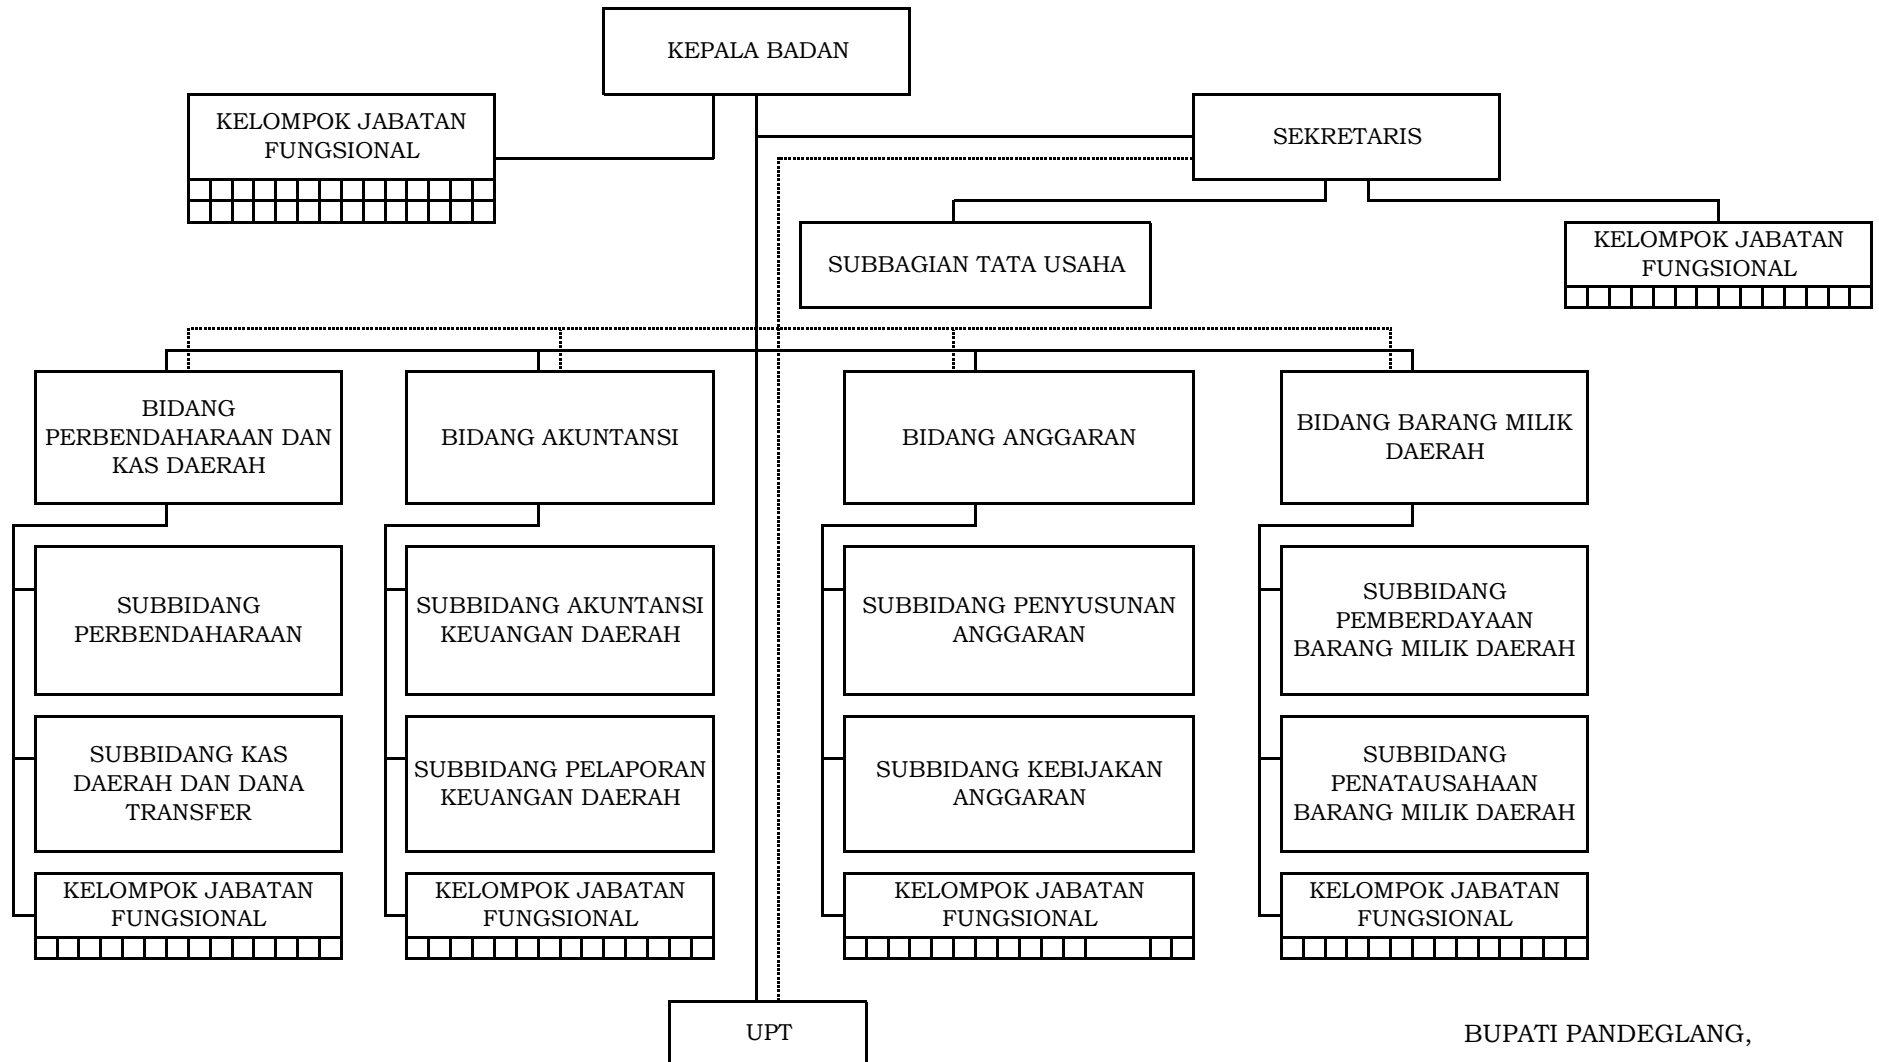 KEPALA BADAN
KELOMPOK JABATAN
FUNGSIONAL
SEKRETARIS
SUBBAGIAN TATA USAHA
KELOMPOK JABATAN
FUNGSIONAL
BIDANG
PERBENDAHARAAN DAN
KAS DAERAH
BIDANG AKUNTANSI
BIDANG ANGGARAN
BIDANG BARANG MILIK
DAERAH
SUBBIDANG
PERBENDAHARAAN
SUBBIDANG AKUNTANSI
KEUANGAN DAERAH
SUBBIDANG PENYUSUNAN
ANGGARAN
SUBBIDANG
PEMBERDAYAAN
BARANG MILIK DAERAH
SUBBIDANG KAS
DAERAH DAN DANA
TRANSFER
SUBBIDANG PELAPORAN
KEUANGAN DAERAH
SUBBIDANG KEBIJAKAN
ANGGARAN
SUBBIDANG
PENATAUSAHAAN
BARANG MILIK DAERAH
KELOMPOK JABATAN
FUNGSIONAL
KELOMPOK JABATAN
FUNGSIONAL
KELOMPOK JABATAN
FUNGSIONAL
KELOMPOK JABATAN
FUNGSIONAL
UPT
BUPATI PANDEGLANG,